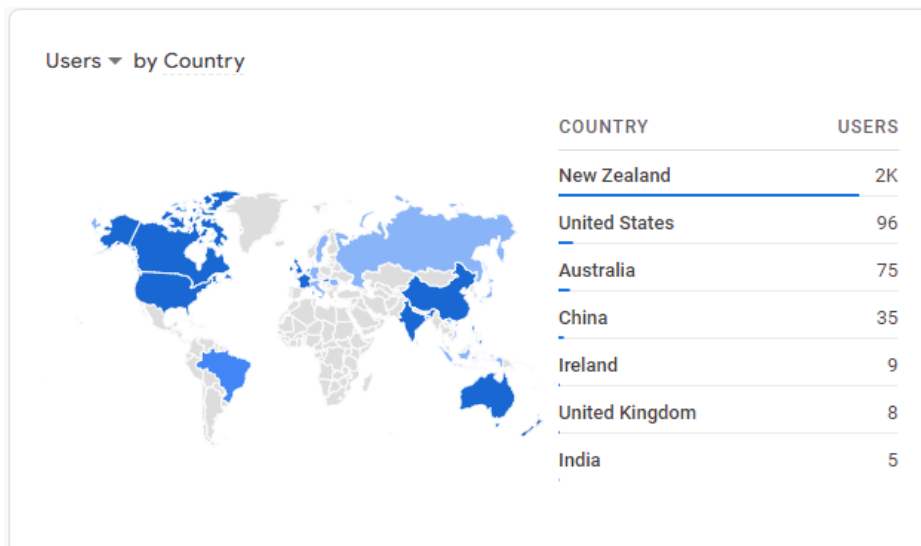 Users by Country
COUNTRY USERS
New Zealand 2K
United States 96
Australia 75
China 35
Ireland 9
United Kingdom 8
India 5